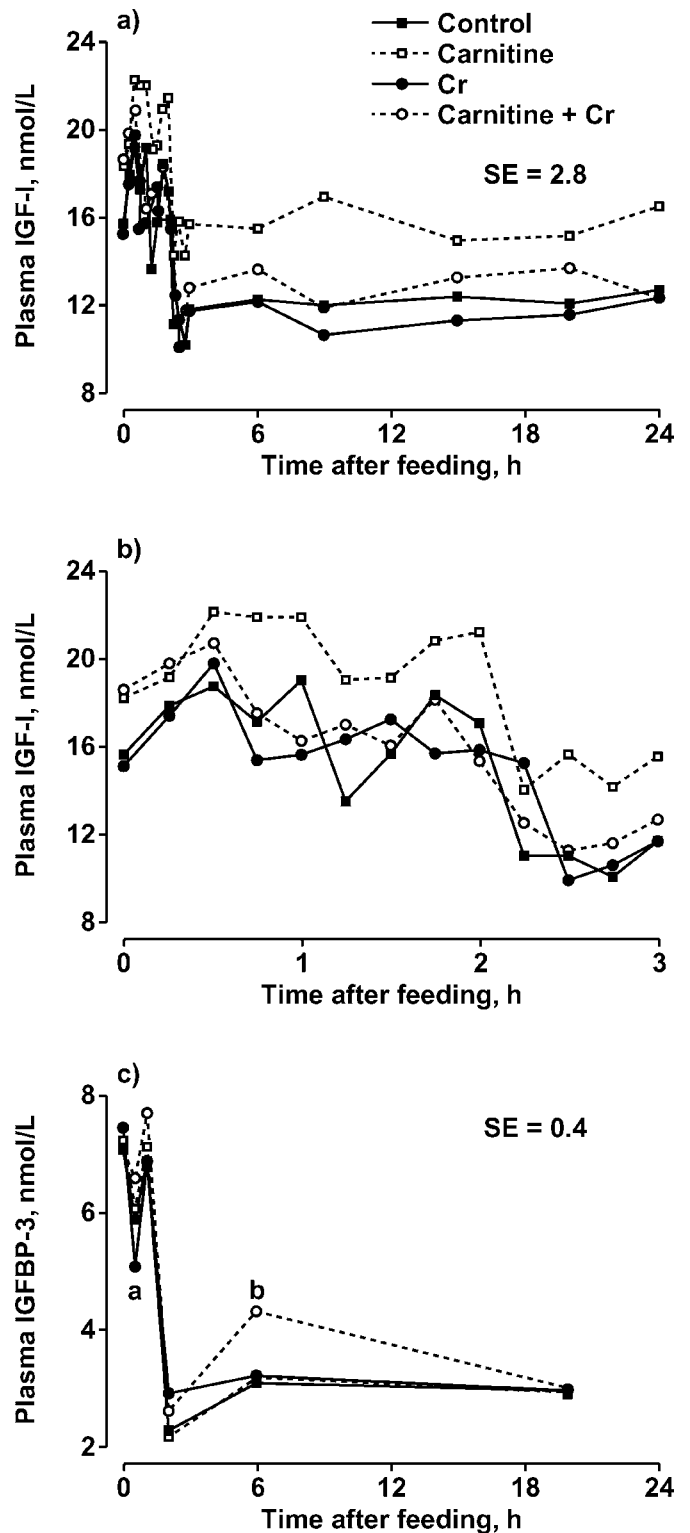 a)
Control
Carnitine
Cr
Carnitine + Cr
SE = 2.8
Plasma IGF-I, nmol/L
24
20
16
12
8
0 6 12 18 24
Time after feeding, h
b)
Plasma IGF-I, nmol/L
24
20
16
12
8
0 1 2 3
Time after feeding, h
c)
SE = 0.4
Plasma IGFBP-3, nmol/L
8
6
4
2
a b
0 6 12 18 24
Time after feeding, h